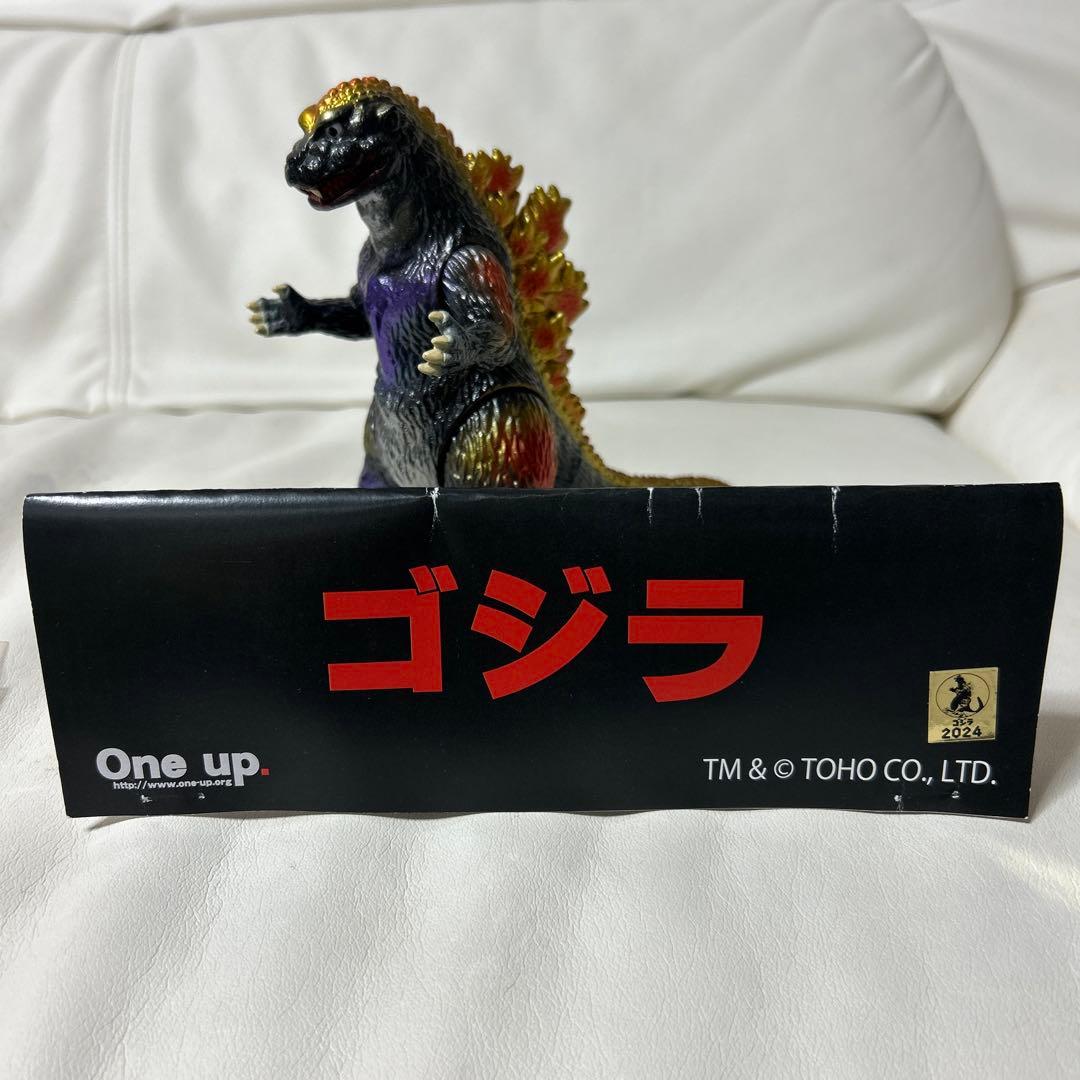 ゴジラ
ゴジラ
2024
One up.
http://www.one-up.org
TM & © TOHO CO., LTD.